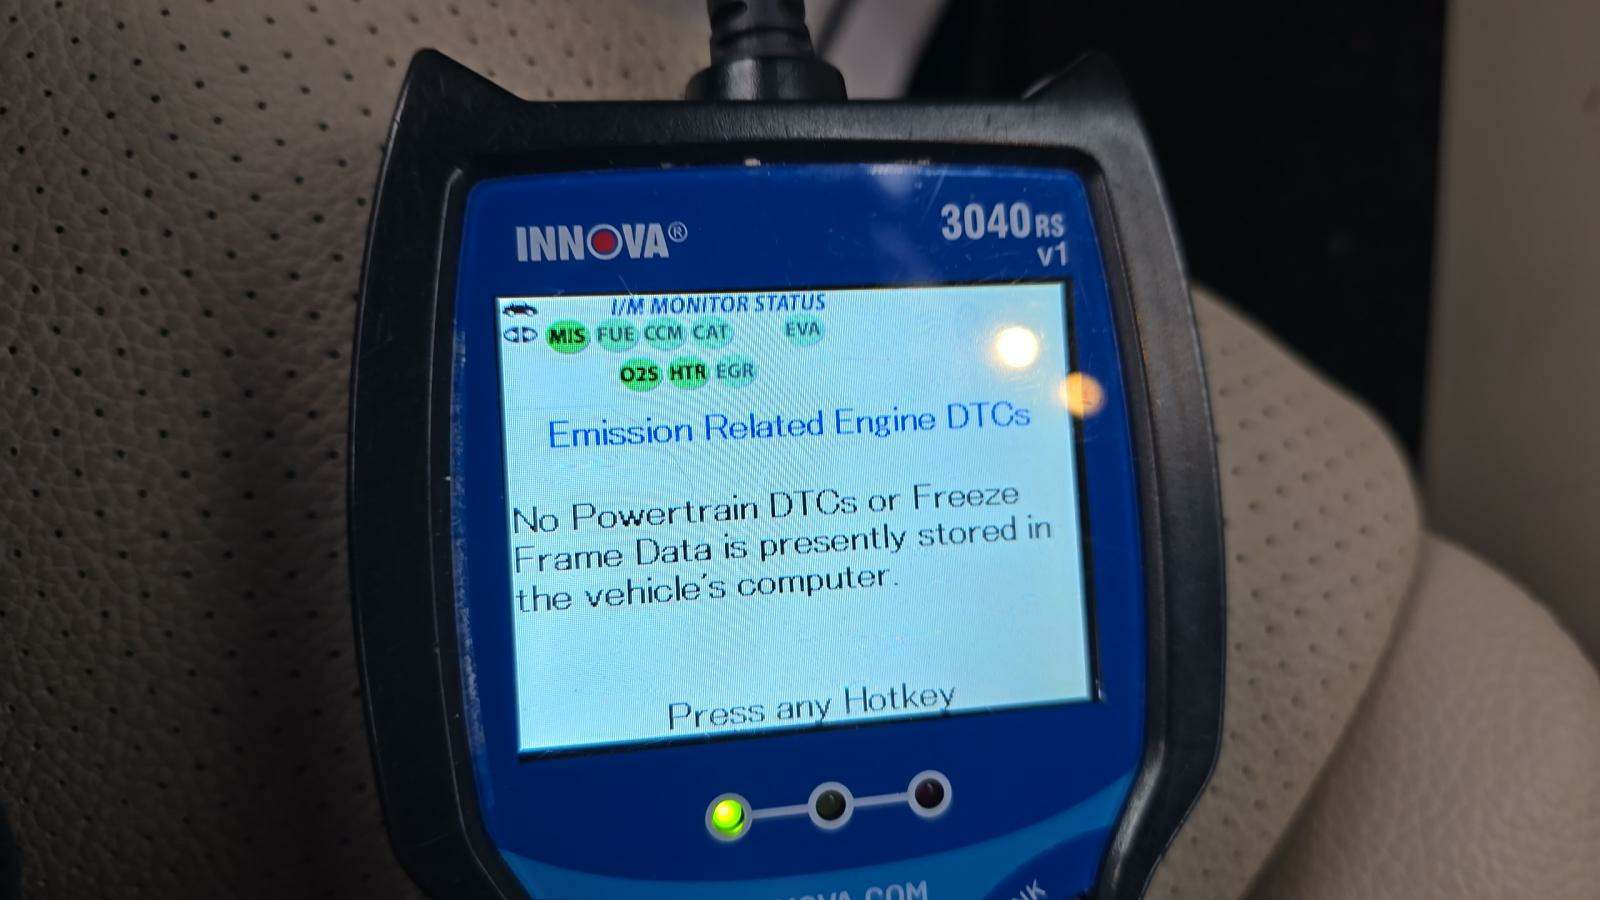 INNOVA®
3040RS
v1
I/M MONITOR STATUS
MIS FUE CCM CAT EVA
O2S HTR EGR
Emission Related Engine DTCs
No Powertrain DTCs or Freeze
Frame Data is presently stored in
the vehicle's computer.
Press any Hotkey